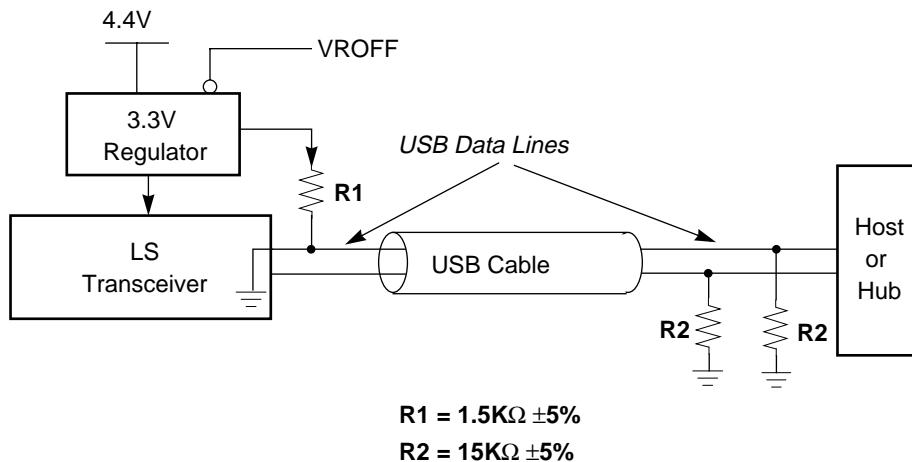 4.4V
VROFF
3.3V
Regulator
USB Data Lines
R1
LS
Transceiver
USB Cable
Host
or
Hub
R2
R2
R1 = 1.5KΩ ±5%
R2 = 15KΩ ±5%